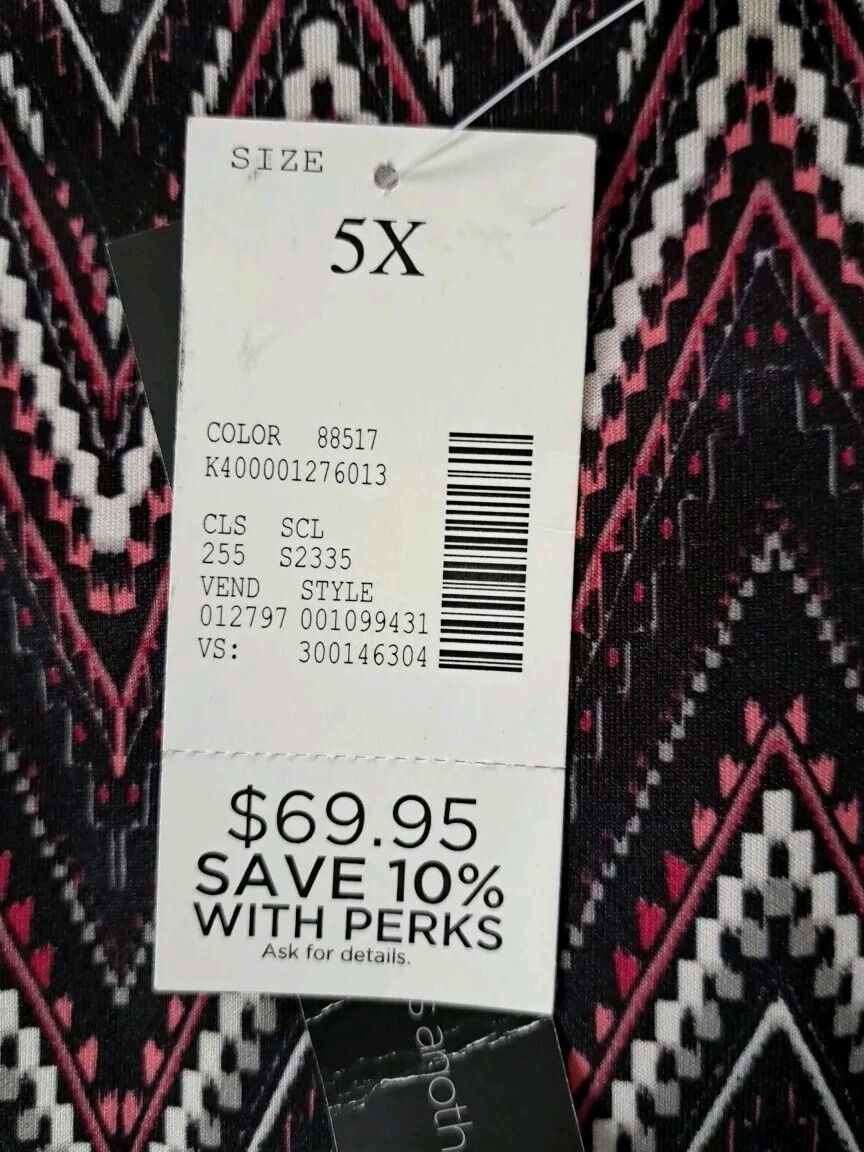 SIZE
5X
COLOR 88517
K400001276013
CLS SCL
255 S2335
VEND STYLE
012797 001099431
VS: 300146304
$69.95
SAVE 10%
WITH PERKS
Ask for details.